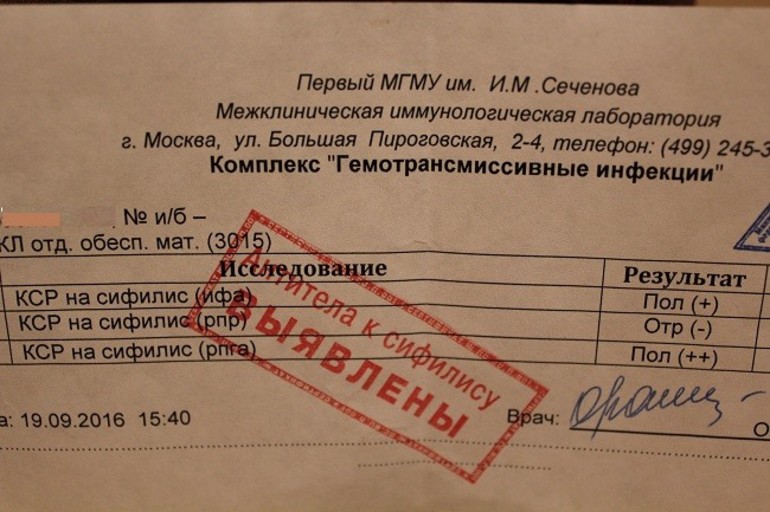 Первый МГМУ им. И.М .Сеченова
Межклиническая иммунологическая лаборатория
г. Москва, ул. Большая Пироговская, 2-4, телефон: (499) 245-3
Комплекс "Гемотрансмиссивные инфекции"
, № и/б –
КЛ отд. обесп. мат. (3015)
Исследование Результат
КСР на сифилис (ифа) Пол (+)
КСР на сифилис (рпр) Отр (-)
КСР на сифилис (рпга) Пол (++)
Антитела к сифилису
ВЫЯВЛЕНЫ
а: 19.09.2016 15:40 Врач:
О